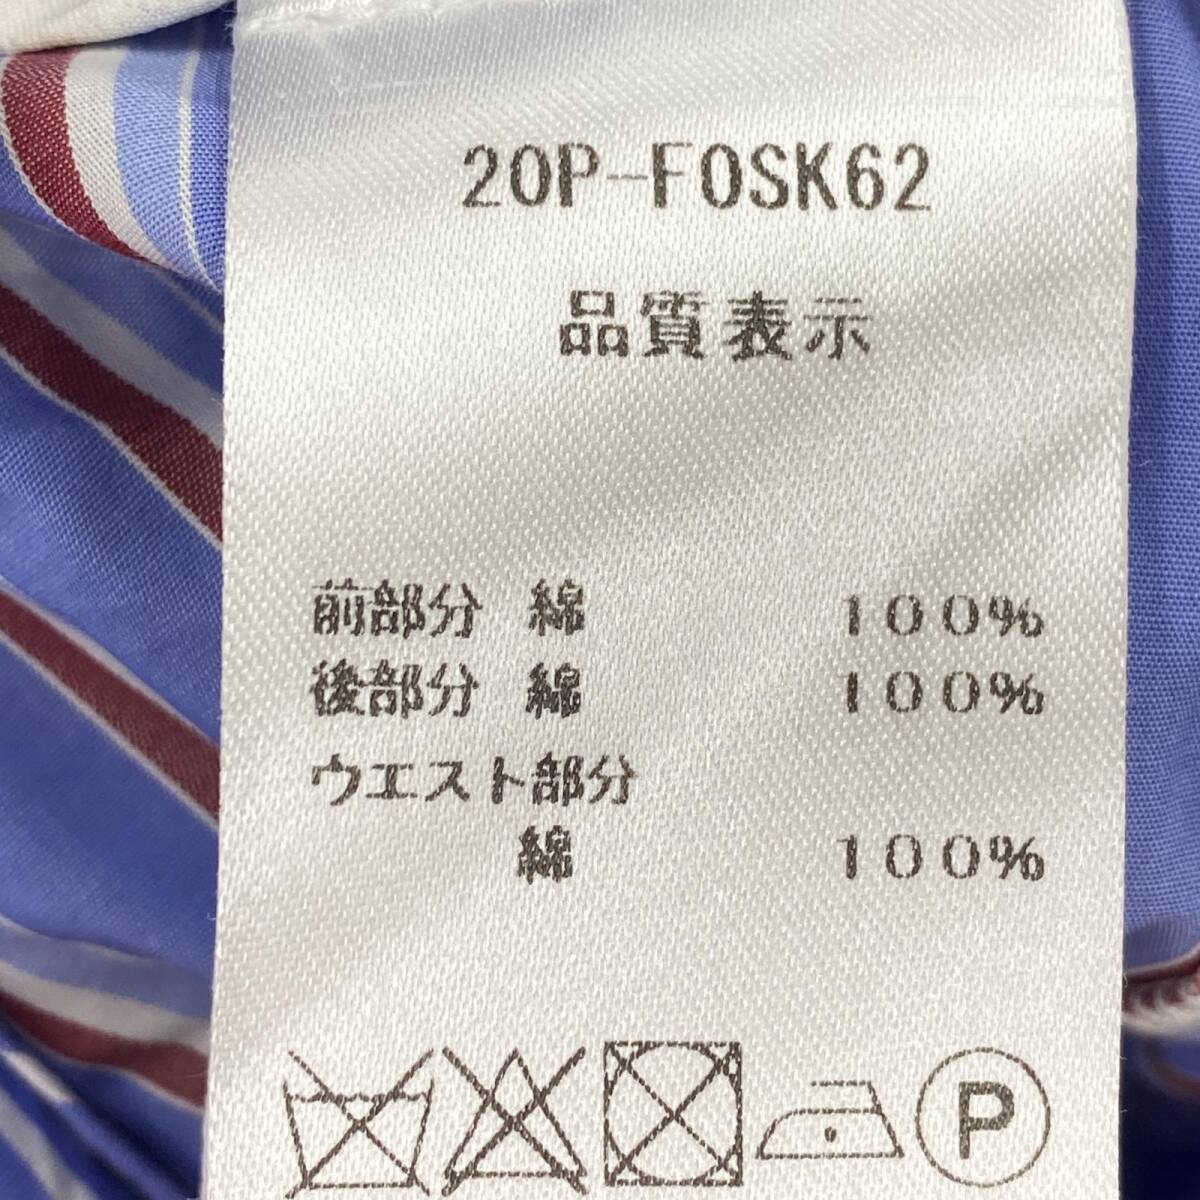 20P-FOSK62
品質表示
前部分 綿 100%
後部分 綿 100%
ウエスト部分
綿 100%
P